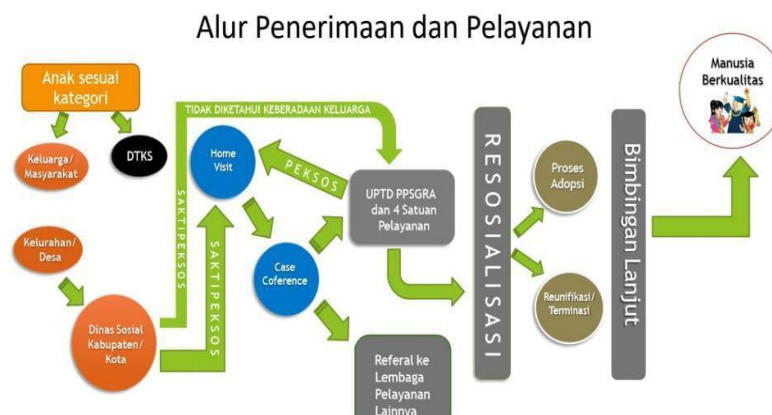 Alur Penerimaan dan Pelayanan
Anak sesuai
kategori
Keluarga/
Masyarakat
DTKS
Kelurahan/
Desa
Dinas Sosial
Kabupaten/
Kota
SAKTIPEKSOS
SAKTIPEKSOS
TIDAK DIKETAHUI KEBERADAAN KELUARGA
Home
Visit
PEKSOS
Case
Coference
UPTD PPSGRA
dan 4 Satuan
Pelayanan
Referal ke
Lembaga
Pelayanan
Lainnya
RESOSIALISASI
Proses
Adopsi
Reunifikasi/
Terminasi
Bimbingan Lanjut
Manusia
Berkualitas